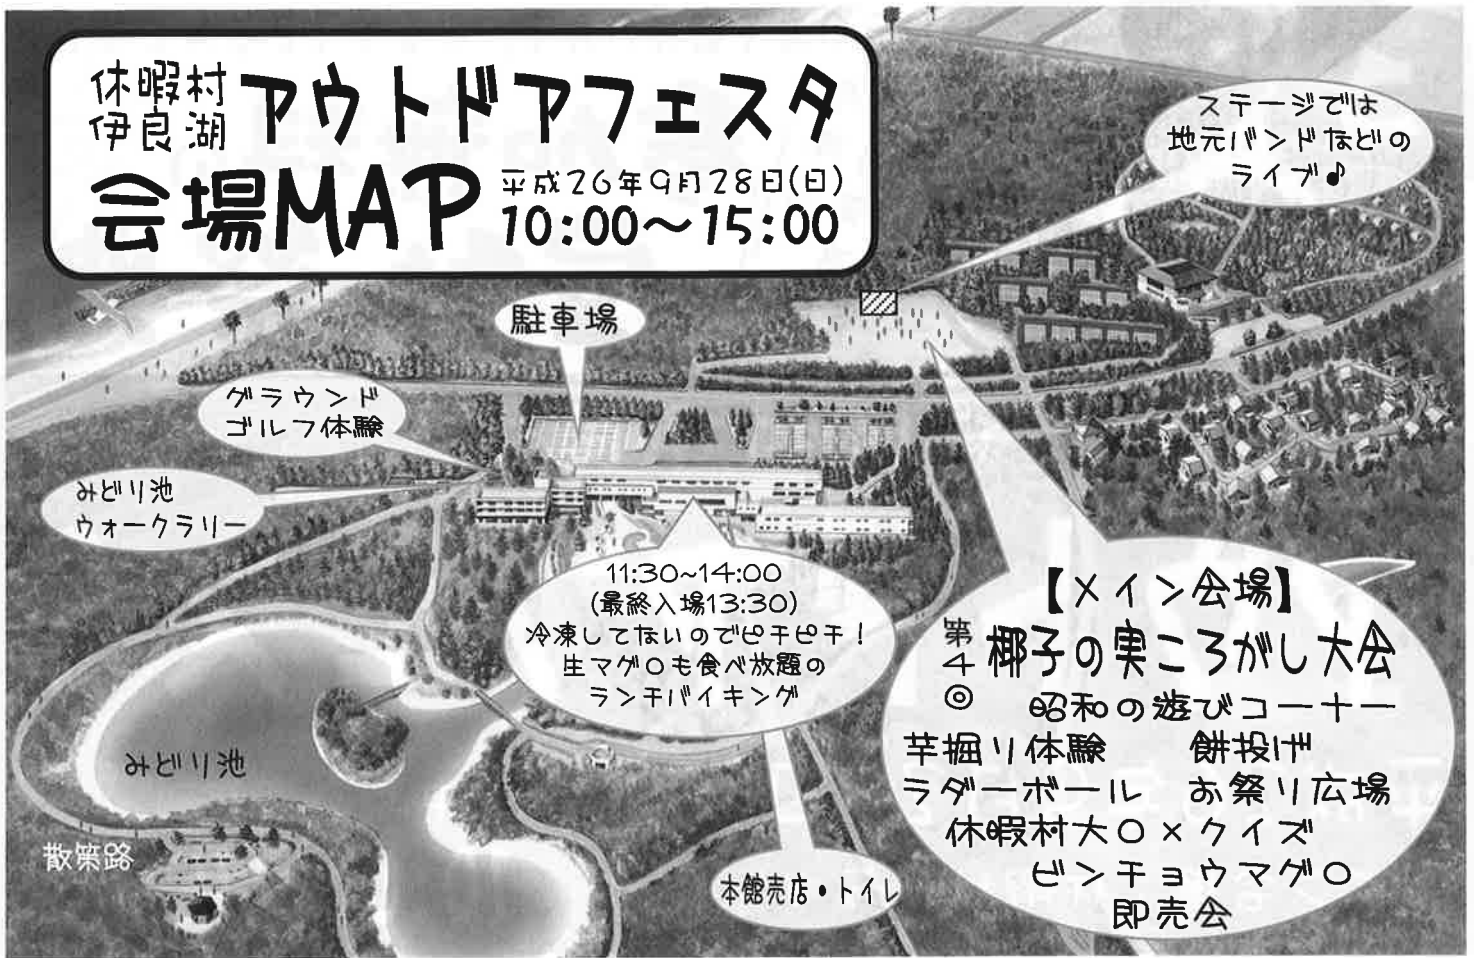 休暇村
伊良湖
アウトドアフェスタ
会場MAP
平成26年9月28日(日)
10:00～15:00
ステージでは
地元バンドなどの
ライブ♪
駐車場
グラウンド
ゴルフ体験
みどり池
ウォークラリー
11:30~14:00
(最終入場13:30)
冷凍してないのでピチピチ！
生マグロも食べ放題の
ランチバイキング
【メイン会場】
第4回
椰子の実ころがし大会
昭和の遊びコーナー
芋掘り体験 餅投げ
ラダーボール お祭り広場
休暇村大○×クイズ
ビンチョウマグロ
即売会
みどり池
散策路
本館売店・トイレ